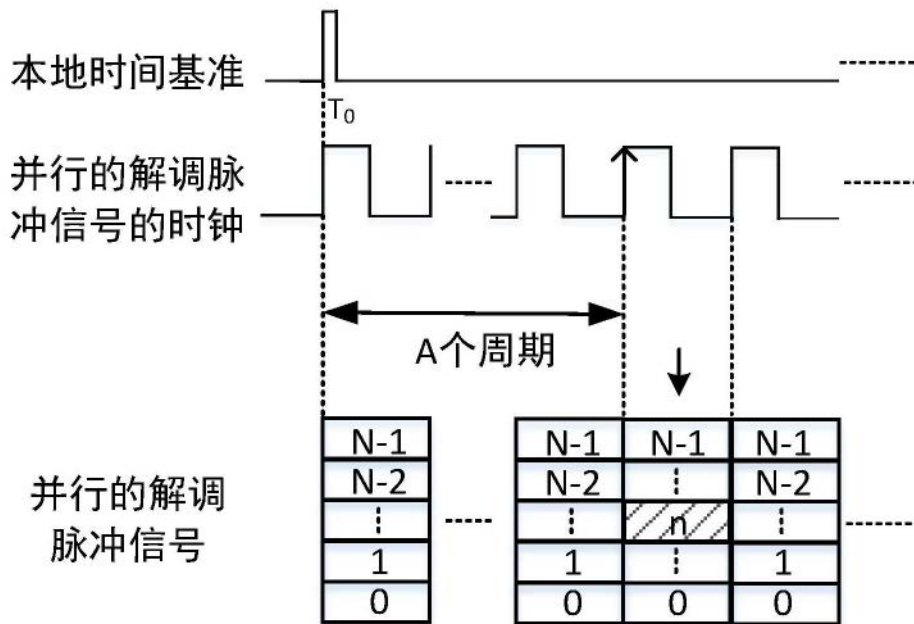 本地时间基准
T₀
并行的解调脉
冲信号的时钟
A个周期
并行的解调
脉冲信号
N-1 N-1 N-1 N-1
N-2 N-2 N-2
n
1 1 1
0 0 0 0